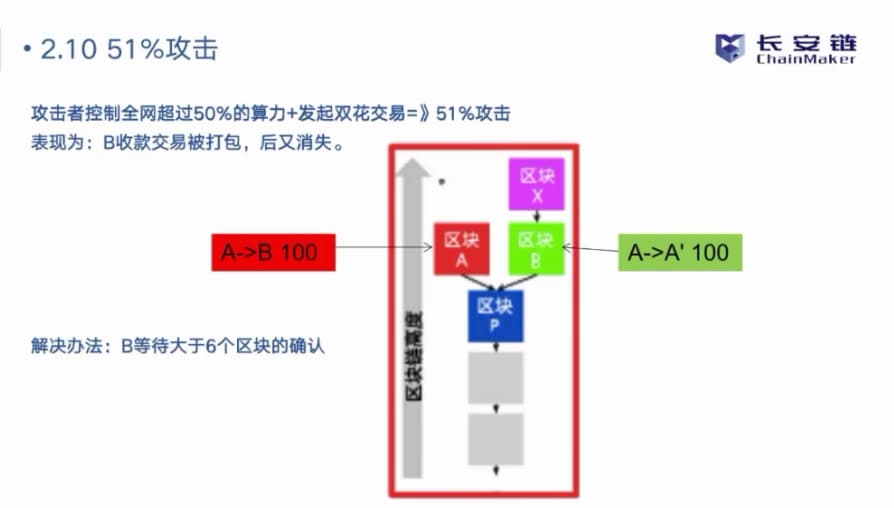 • 2.10 51%攻击
长安链
ChainMaker
攻击者控制全网超过50%的算力+发起双花交易=》51%攻击
表现为：B收款交易被打包，后又消失。
区块
X
A->B 100
区块
A
区块
B
A->A' 100
区块
P
解决办法：B等待大于6个区块的确认
区块链高度